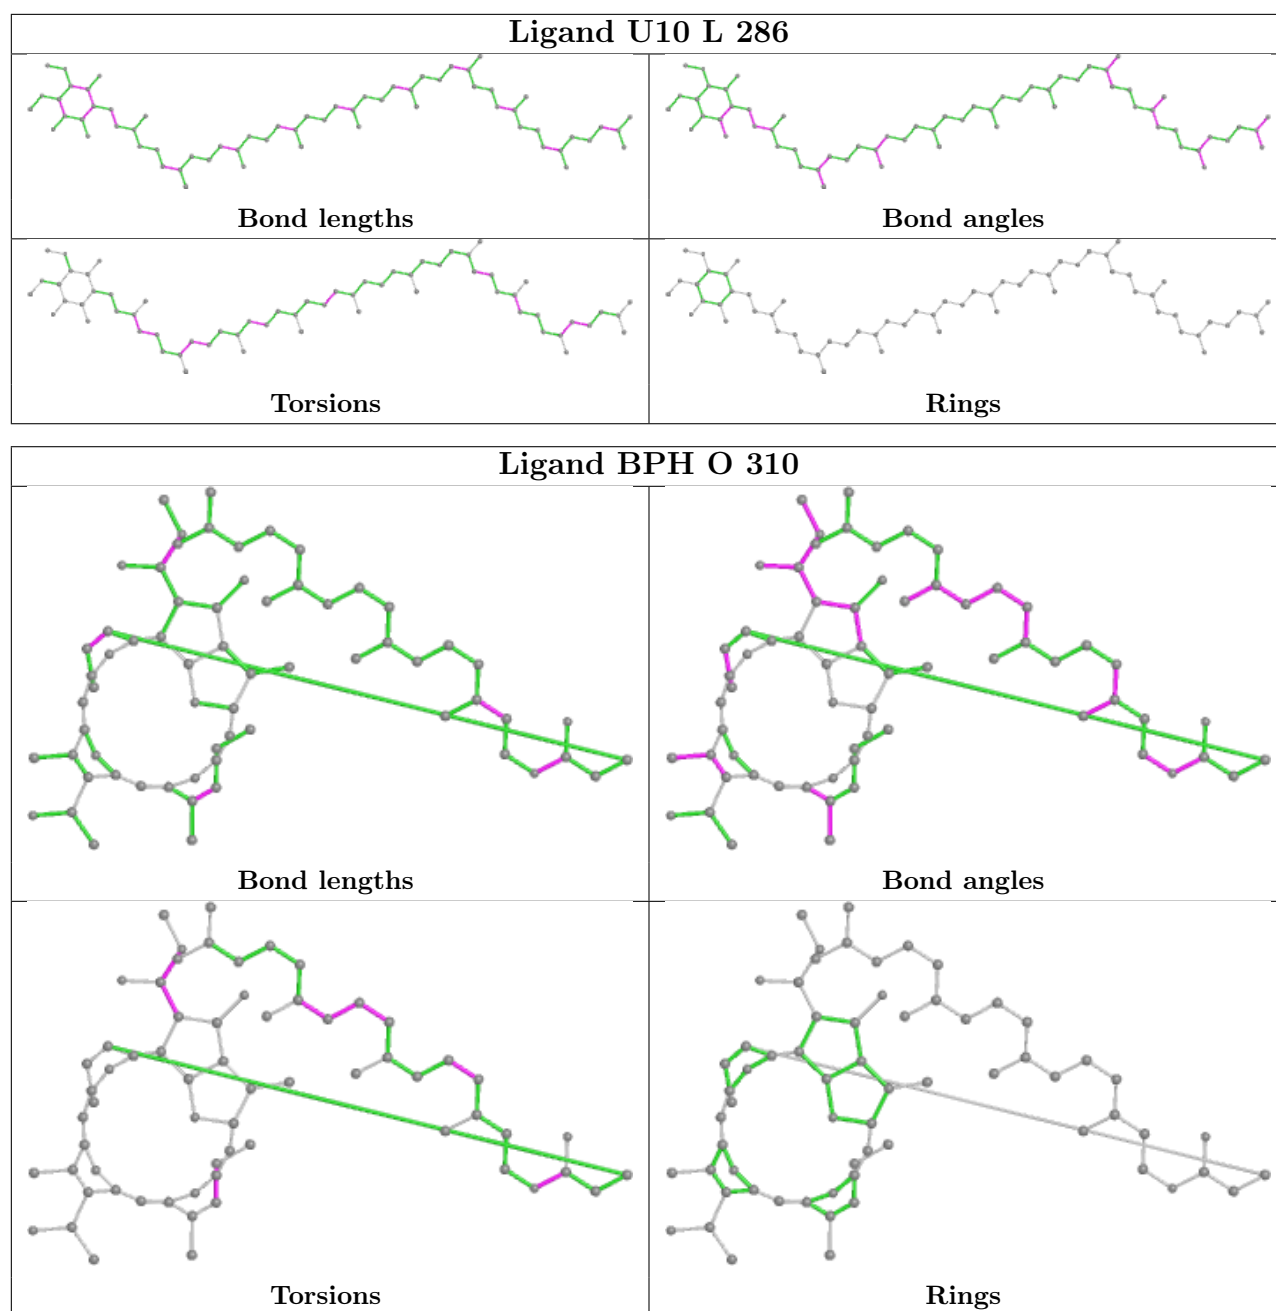 Ligand U10 L 286
Bond lengths
Bond angles
Torsions
Rings
Ligand BPH O 310
Bond lengths
Bond angles
Torsions
Rings